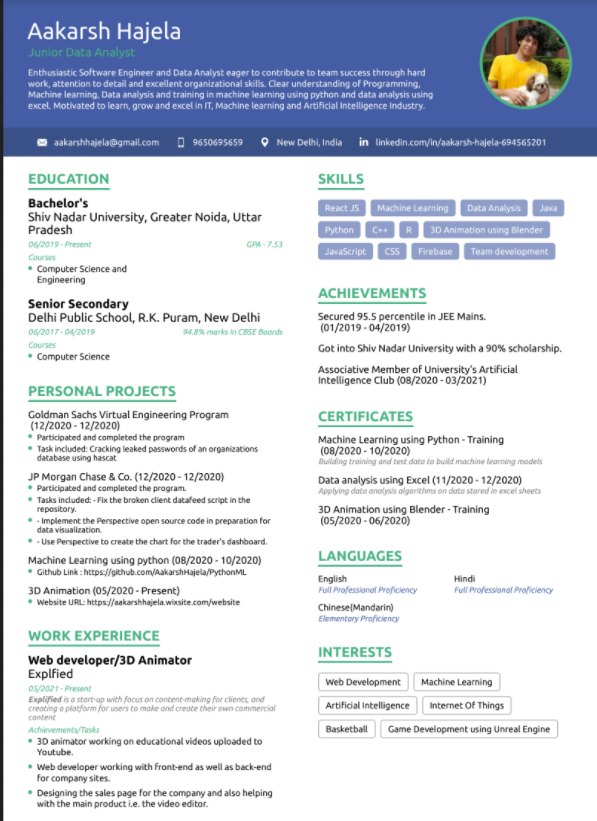 Aakarsh Hajela
Junior Data Analyst
Enthusiastic Software Engineer and Data Analyst eager to contribute to team success through hard
work, attention to detail and excellent organizational skills. Clear understanding of Programming,
Machine learning, Data analysis and training in machine learning using python and data analysis using
excel. Motivated to learn, grow and excel in IT, Machine learning and Artificial Intelligence Industry.
aakarshhajela@gmail.com 9650695659 New Delhi, India linkedin.com/in/aakarsh-hajela-694565201
EDUCATION
Bachelor's
Shiv Nadar University, Greater Noida, Uttar
Pradesh
06/2019 - Present GPA - 7.53
Courses
Computer Science and
Engineering
Senior Secondary
Delhi Public School, R.K. Puram, New Delhi
06/2017 - 04/2019 94.8% marks in CBSE Boards
Courses
Computer Science
PERSONAL PROJECTS
Goldman Sachs Virtual Engineering Program
(12/2020 - 12/2020)
Participated and completed the program
Task included: Cracking leaked passwords of an organizations
database using hascat
JP Morgan Chase & Co. (12/2020 - 12/2020)
Participated and completed the program.
Tasks included: - Fix the broken client datafeed script in the
repository.
- Implement the Perspective open source code in preparation for
data visualization.
- Use Perspective to create the chart for the trader's dashboard.
Machine Learning using python (08/2020 - 10/2020)
Github Link : https://github.com/AakarshHajela/PythonML
3D Animation (05/2020 - Present)
Website URL: https://aakarshhajela.wixsite.com/website
WORK EXPERIENCE
Web developer/3D Animator
Explfied
05/2021 - Present
Explified is a start-up with focus on content-making for clients, and
creating a platform for users to make and create their own commercial
content
Achievements/Tasks
3D animator working on educational videos uploaded to
Youtube.
Web developer working with front-end as well as back-end
for company sites.
Designing the sales page for the company and also helping
with the main product i.e. the video editor.
SKILLS
React JS Machine Learning Data Analysis Java
Python C++ R 3D Animation using Blender
JavaScript CSS Firebase Team development
ACHIEVEMENTS
Secured 95.5 percentile in JEE Mains.
(01/2019 - 04/2019)
Got into Shiv Nadar University with a 90% scholarship.
Associative Member of University's Artificial
Intelligence Club (08/2020 - 03/2021)
CERTIFICATES
Machine Learning using Python - Training
(08/2020 - 10/2020)
Building training and test data to build machine learning models
Data analysis using Excel (11/2020 - 12/2020)
Applying data analysis algorithms on data stored in excel sheets
3D Animation using Blender - Training
(05/2020 - 06/2020)
LANGUAGES
English Hindi
Full Professional Proficiency Full Professional Proficiency
Chinese(Mandarin)
Elementary Proficiency
INTERESTS
Web Development Machine Learning
Artificial Intelligence Internet Of Things
Basketball Game Development using Unreal Engine